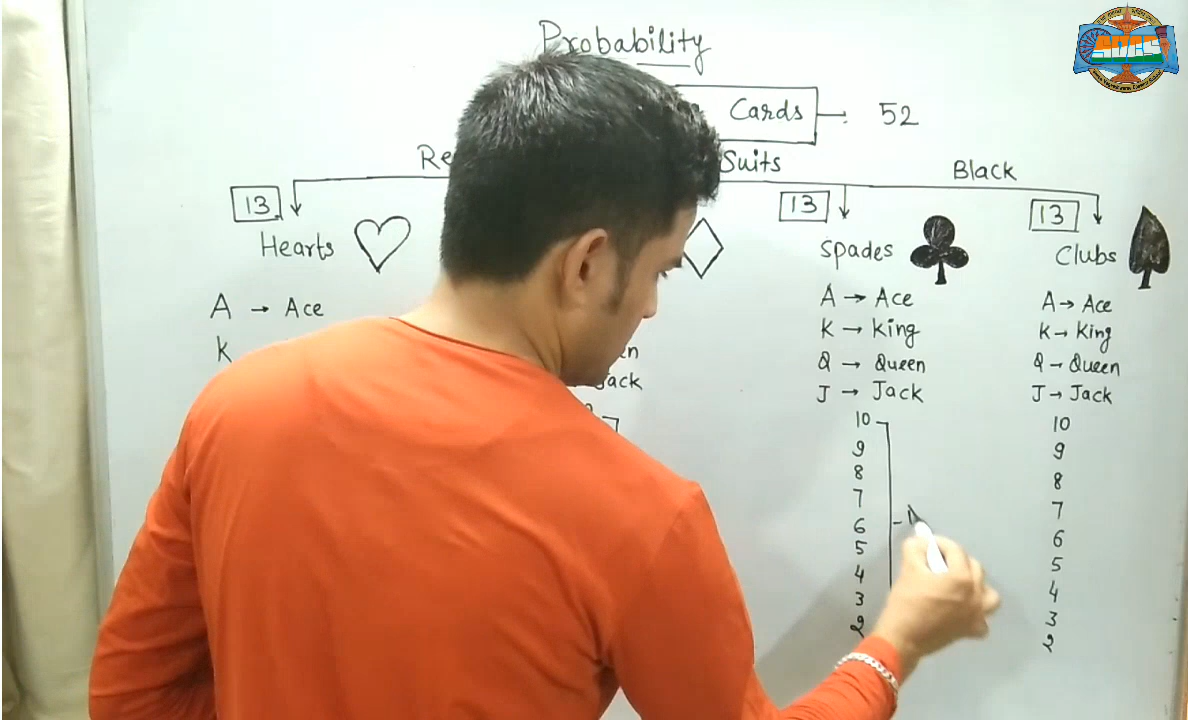 Probability
Cards → 52
Suits
Black
13
13
13
Hearts
Spades
Clubs
A → Ace
K
Jack
A → Ace
K → King
Q → Queen
J → Jack
10
9
8
7
6
5
4
3
2
A → Ace
K → King
Q → Queen
J → Jack
10
9
8
7
6
5
4
3
2
SDCS